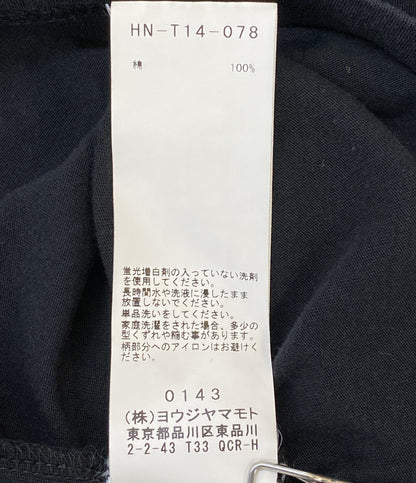 HN-T14-078
綿 100%
蛍光増白剤の入っていない洗剤
を使用してください。
長時間水や洗液に浸したまま
放置しないでください。
単品洗いをしてください。
家庭洗濯をされた場合、多少の
型くずれや縮む事があります。
柄部分へのアイロンはお避けく
ださい。
0143
(株)ヨウジヤマモト
東京都品川区東品川
2-2-43 T33 QCR-H